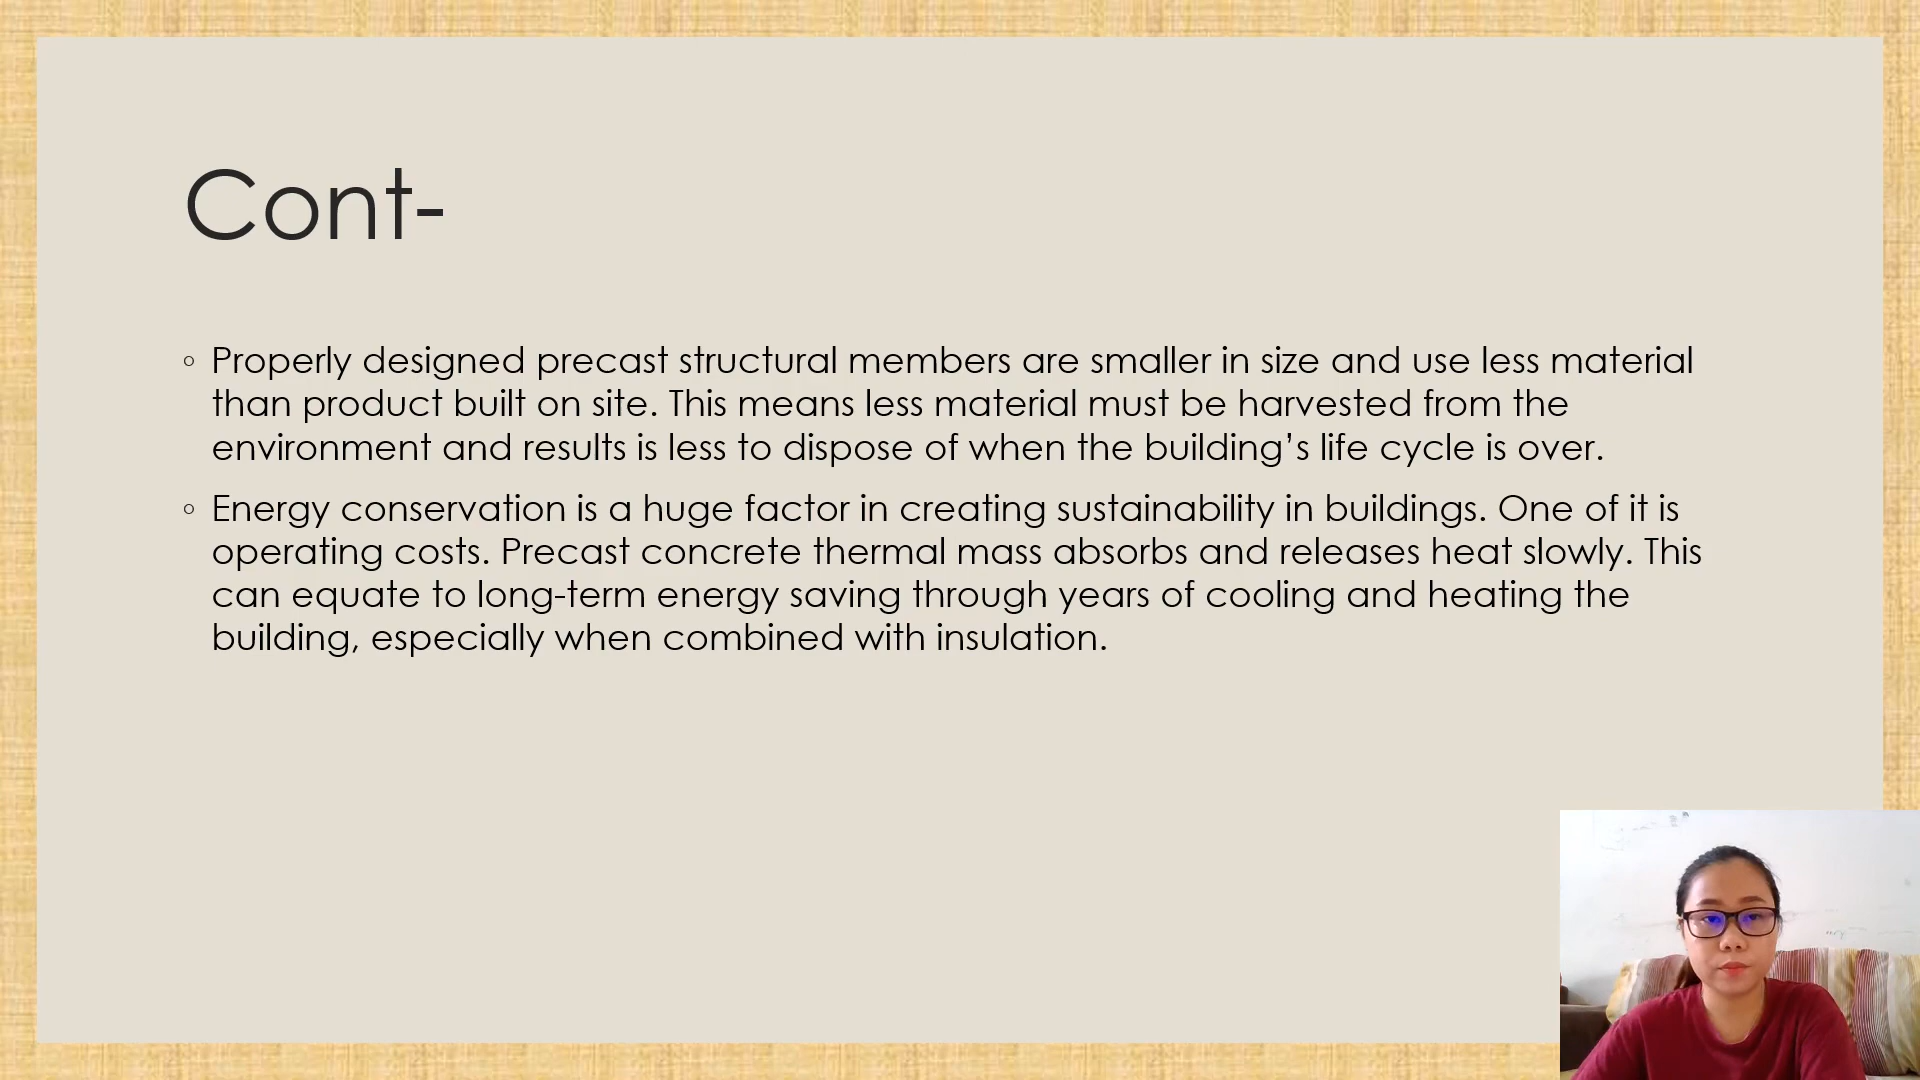 Cont-
◦ Properly designed precast structural members are smaller in size and use less material
than product built on site. This means less material must be harvested from the
environment and results is less to dispose of when the building’s life cycle is over.
◦ Energy conservation is a huge factor in creating sustainability in buildings. One of it is
operating costs. Precast concrete thermal mass absorbs and releases heat slowly. This
can equate to long-term energy saving through years of cooling and heating the
building, especially when combined with insulation.